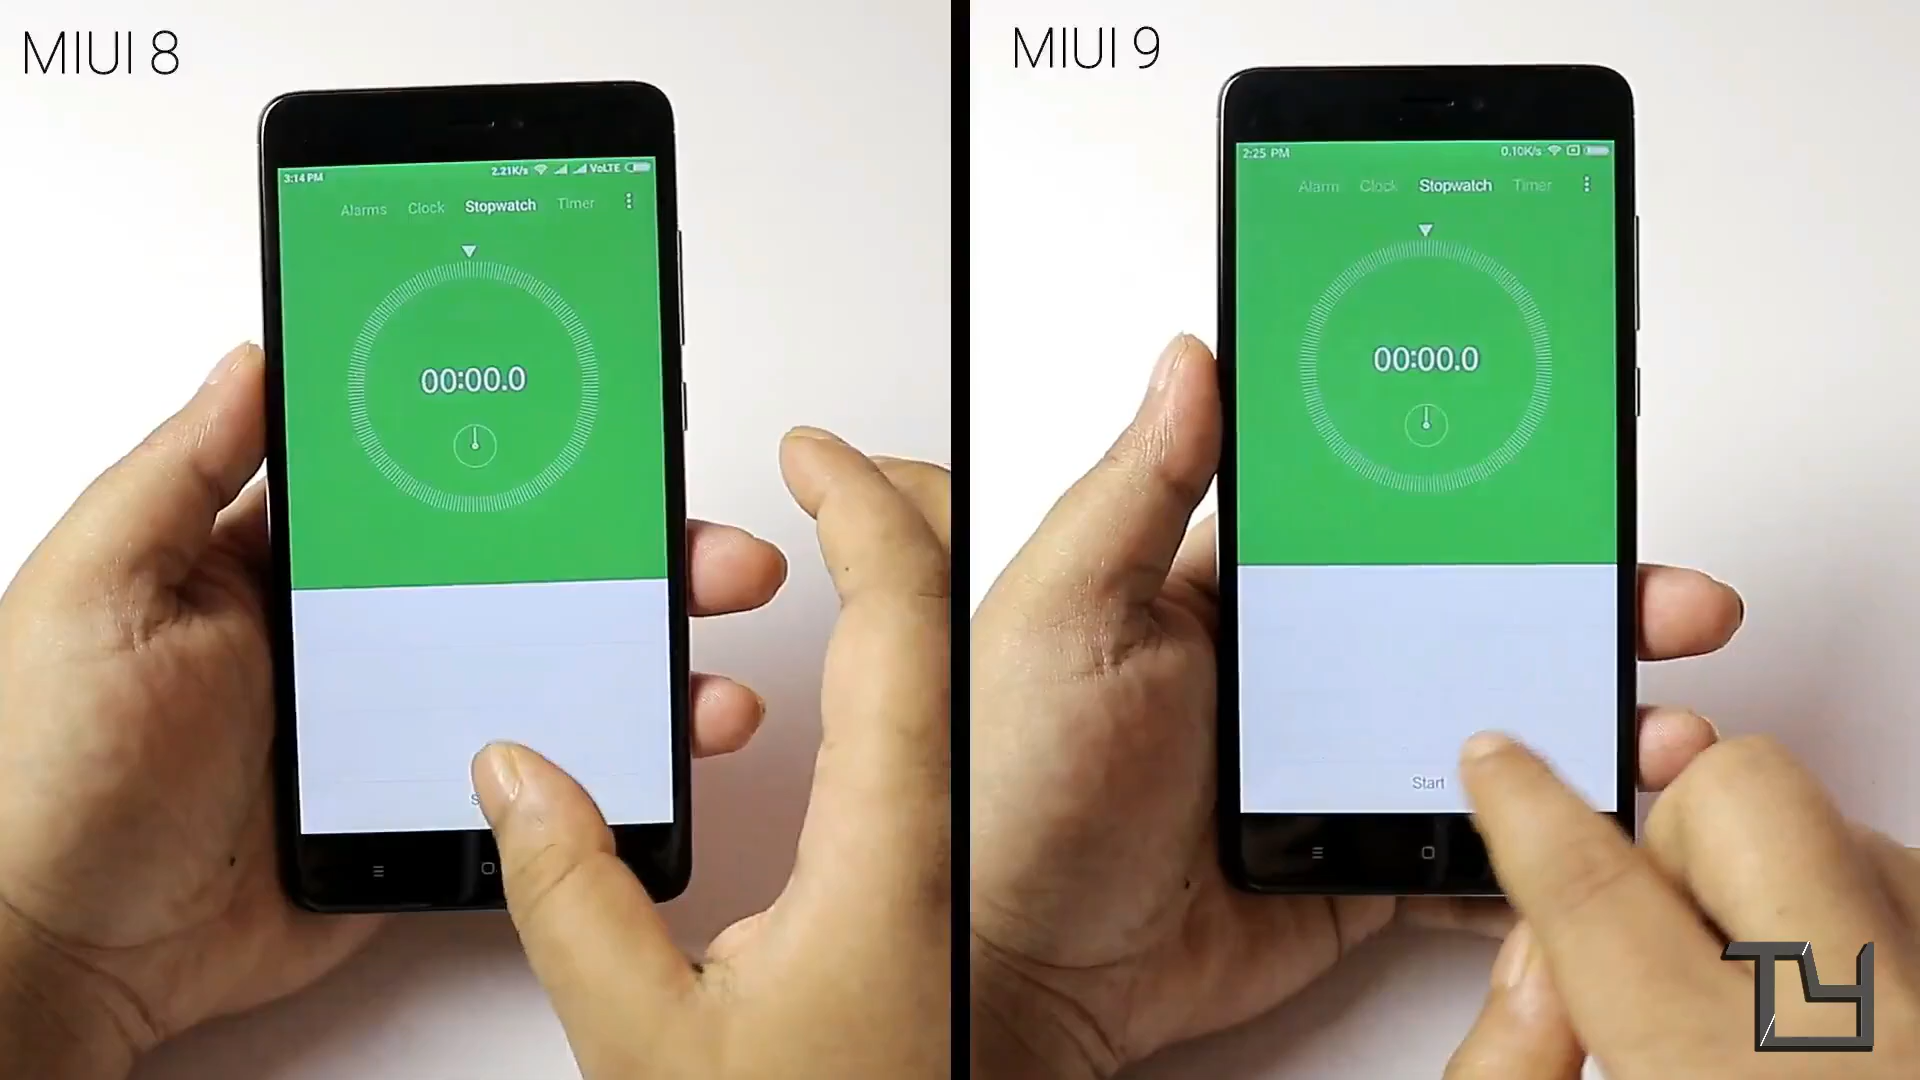 MIUI 8
3:14 PM 2.21K/s VoLTE
Alarms Clock Stopwatch Timer
00:00.0
MIUI 9
2:25 PM 0.10K/s
Alarm Clock Stopwatch Timer
00:00.0
Start
TY